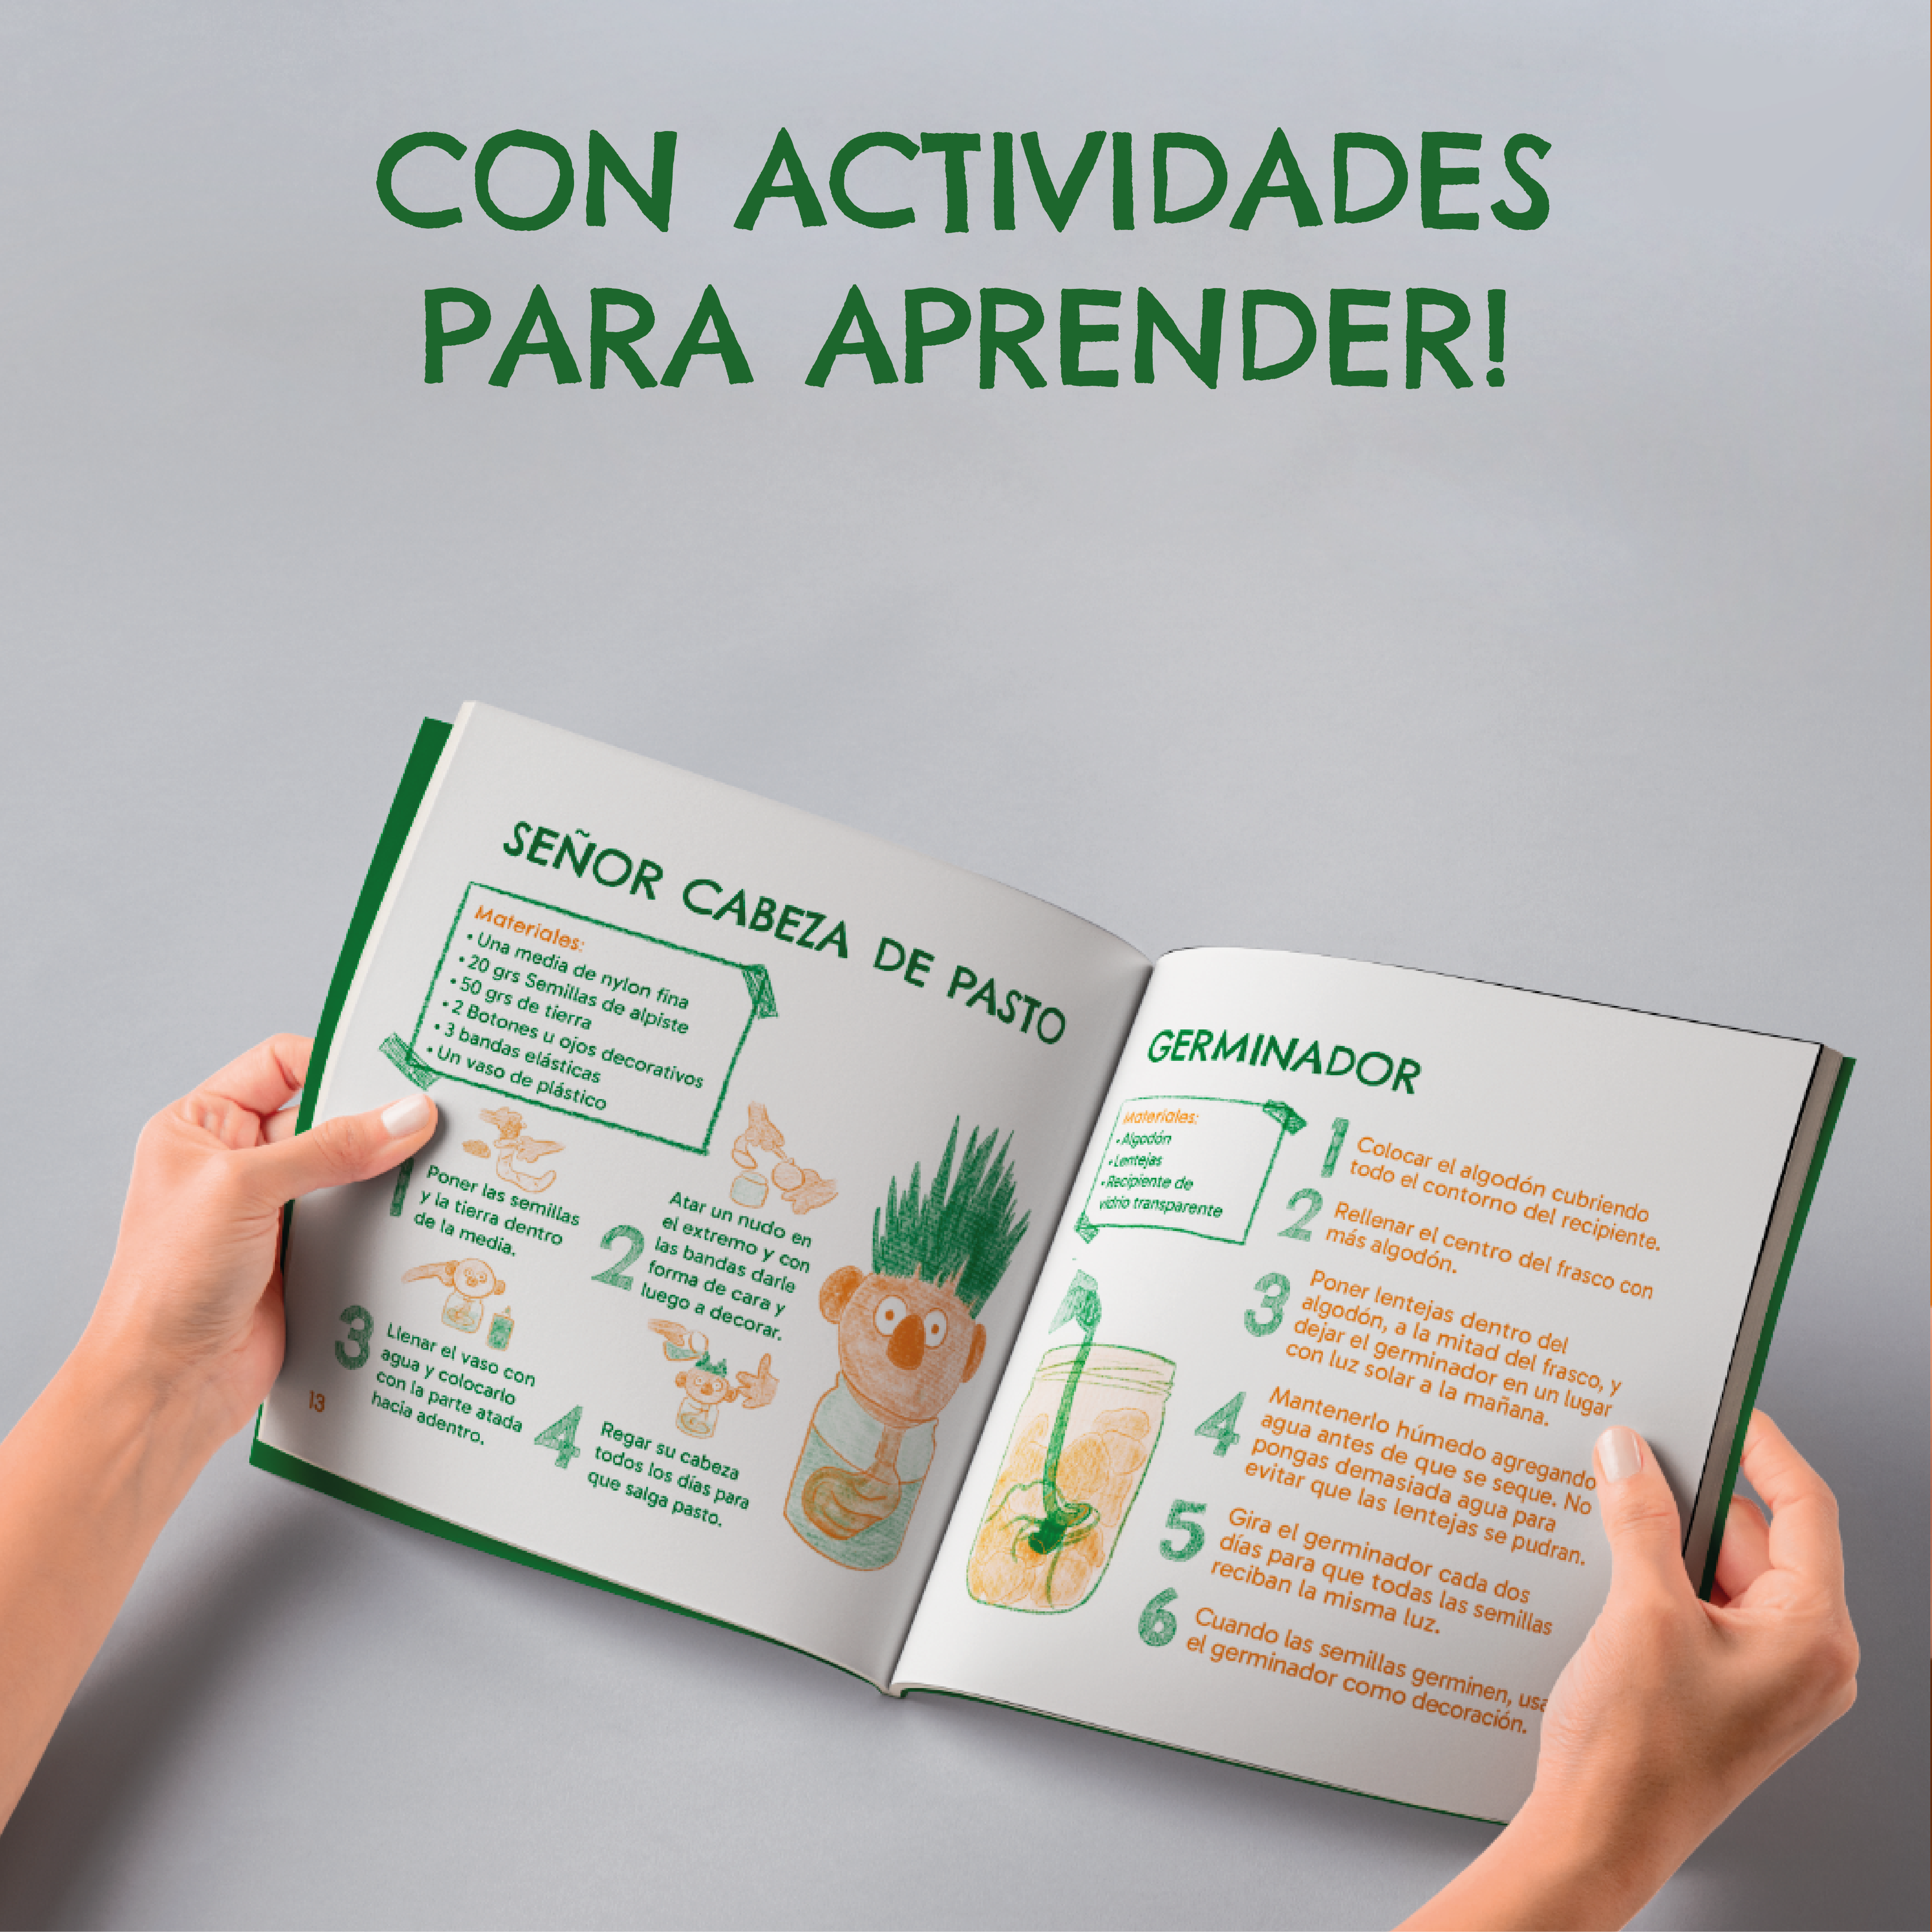 CON ACTIVIDADES
PARA APRENDER!
SEÑOR CABEZA DE PASTO
Materiales:
• Una media de nylon fina
• 20 grs Semillas de alpiste
• 50 grs de tierra
• 2 Botones u ojos decorativos
• 3 bandas elásticas
• Un vaso de plástico
1
Poner las semillas
y la tierra dentro
de la media.
2
Atar un nudo en
el extremo y con
las bandas darle
forma de cara y
luego a decorar.
3
Llenar el vaso con
agua y colocarlo
con la parte atada
hacia adentro.
4
Regar su cabeza
todos los días para
que salga pasto.
13
GERMINADOR
Materiales:
• Algodón
• Lentejas
• Recipiente de
vidrio transparente
1
Colocar el algodón cubriendo
todo el contorno del recipiente.
2
Rellenar el centro del frasco con
más algodón.
3
Poner lentejas dentro del
algodón, a la mitad del frasco, y
dejar el germinador en un lugar
con luz solar a la mañana.
4
Mantenerlo húmedo agregando
agua antes de que se seque. No
pongas demasiada agua para
evitar que las lentejas se pudran.
5
Gira el germinador cada dos
días para que todas las semillas
reciban la misma luz.
6
Cuando las semillas germinen,
el germinador como decoración.